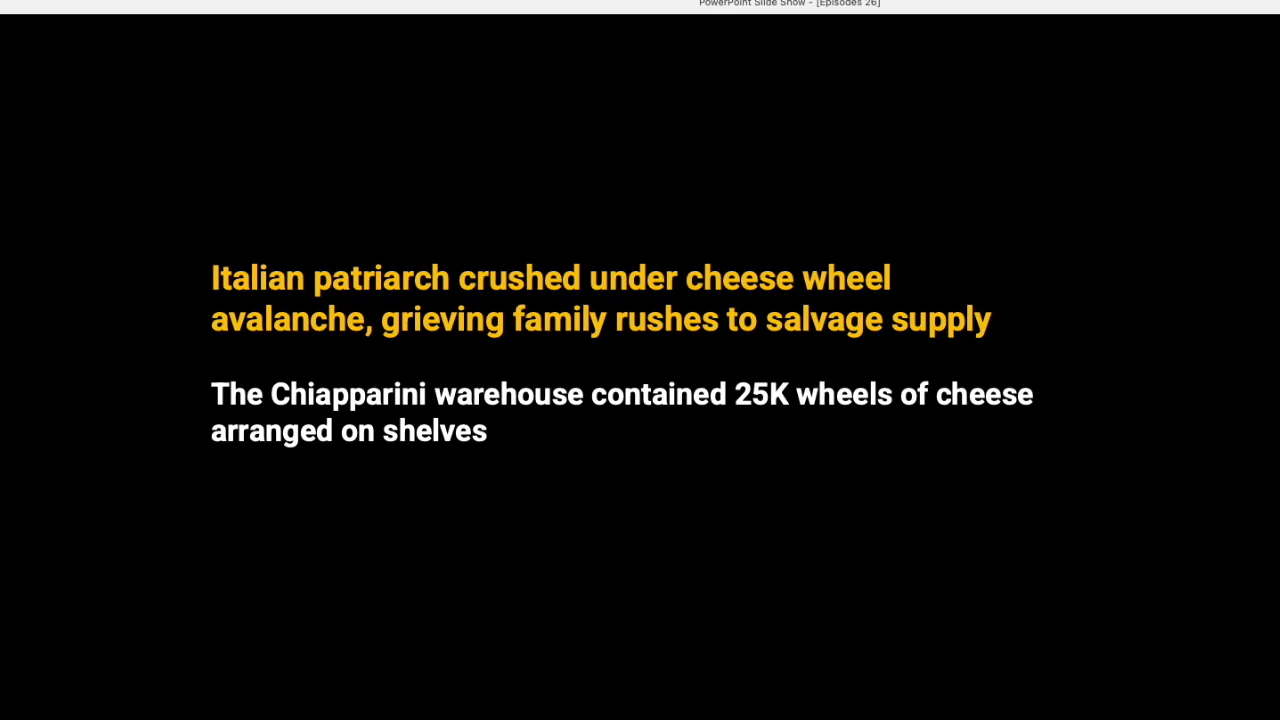 PowerPoint Slide Show - [Episodes 26]
Italian patriarch crushed under cheese wheel
avalanche, grieving family rushes to salvage supply
The Chiapparini warehouse contained 25K wheels of cheese
arranged on shelves